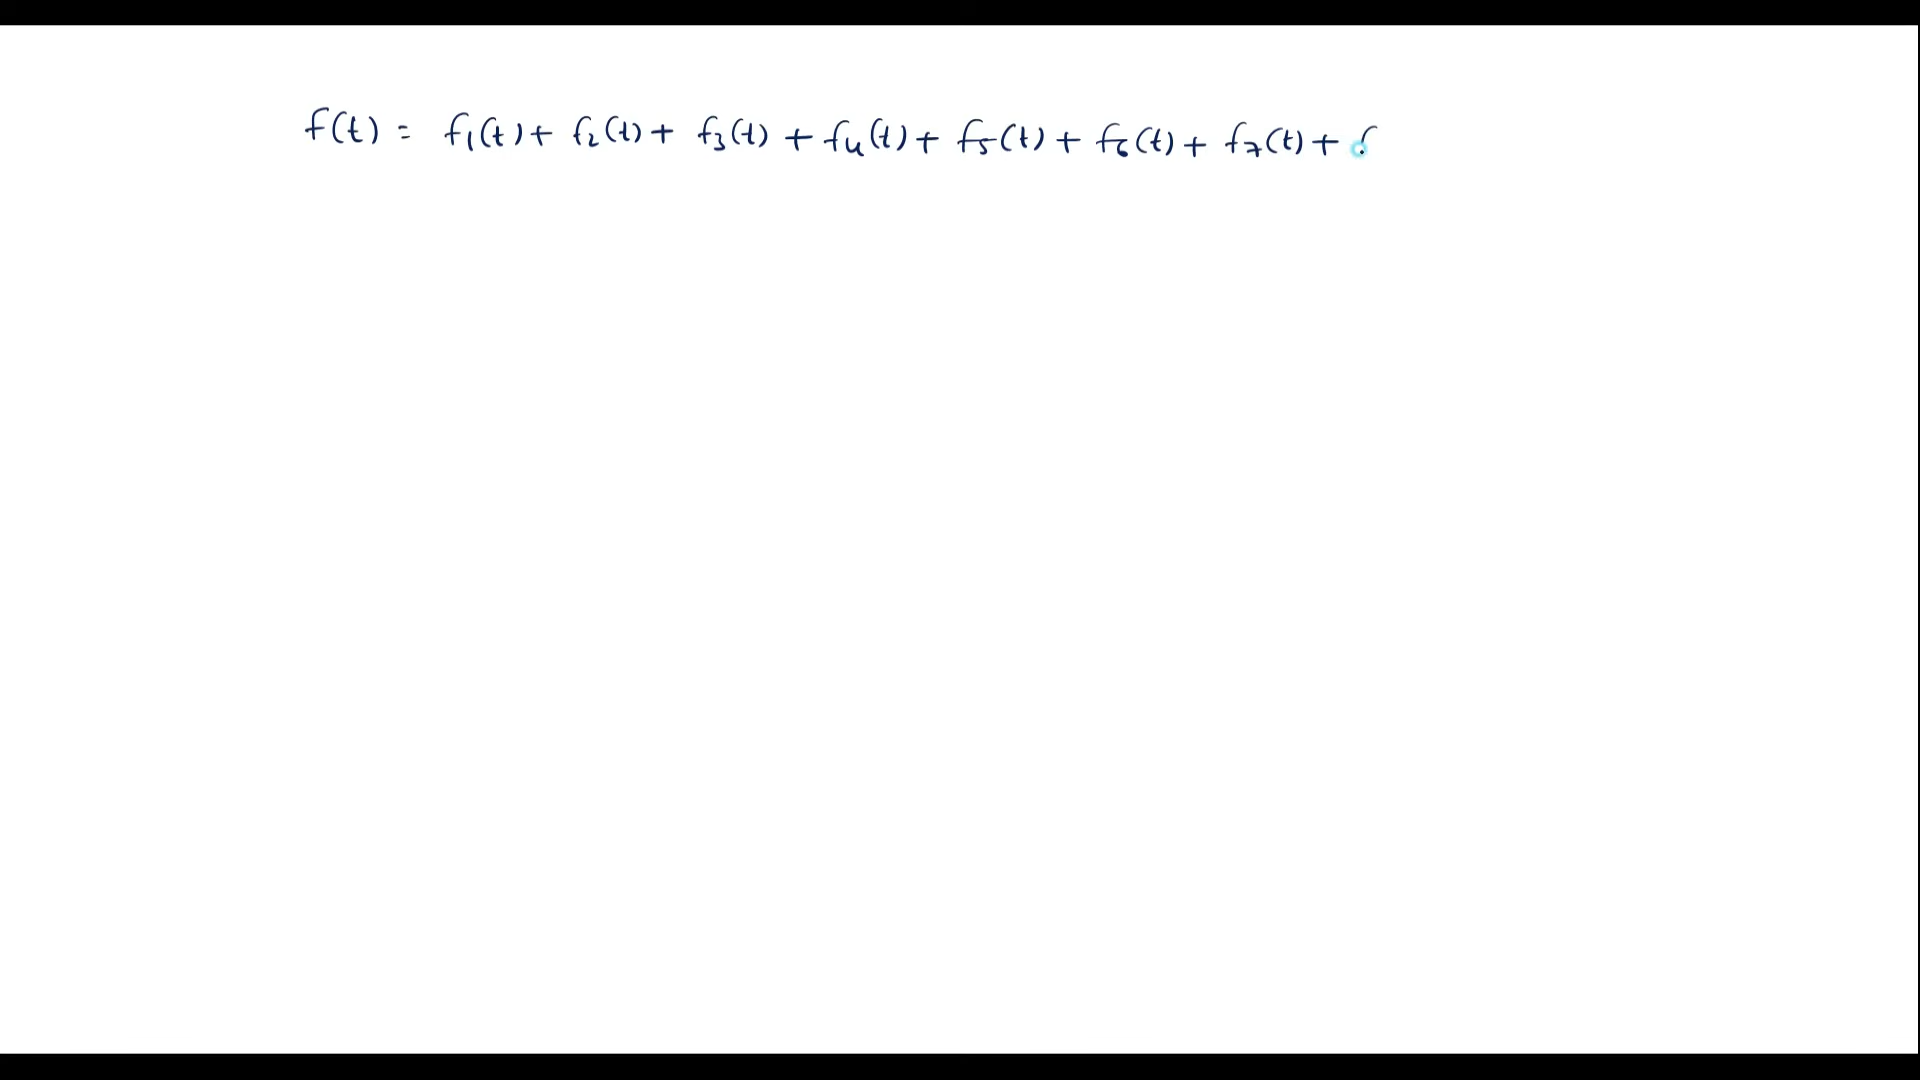 f(t) = f₁(t) + f₂(t) + f₃(t) + f₄(t) + f₅(t) + f₆(t) + f₇(t) + f